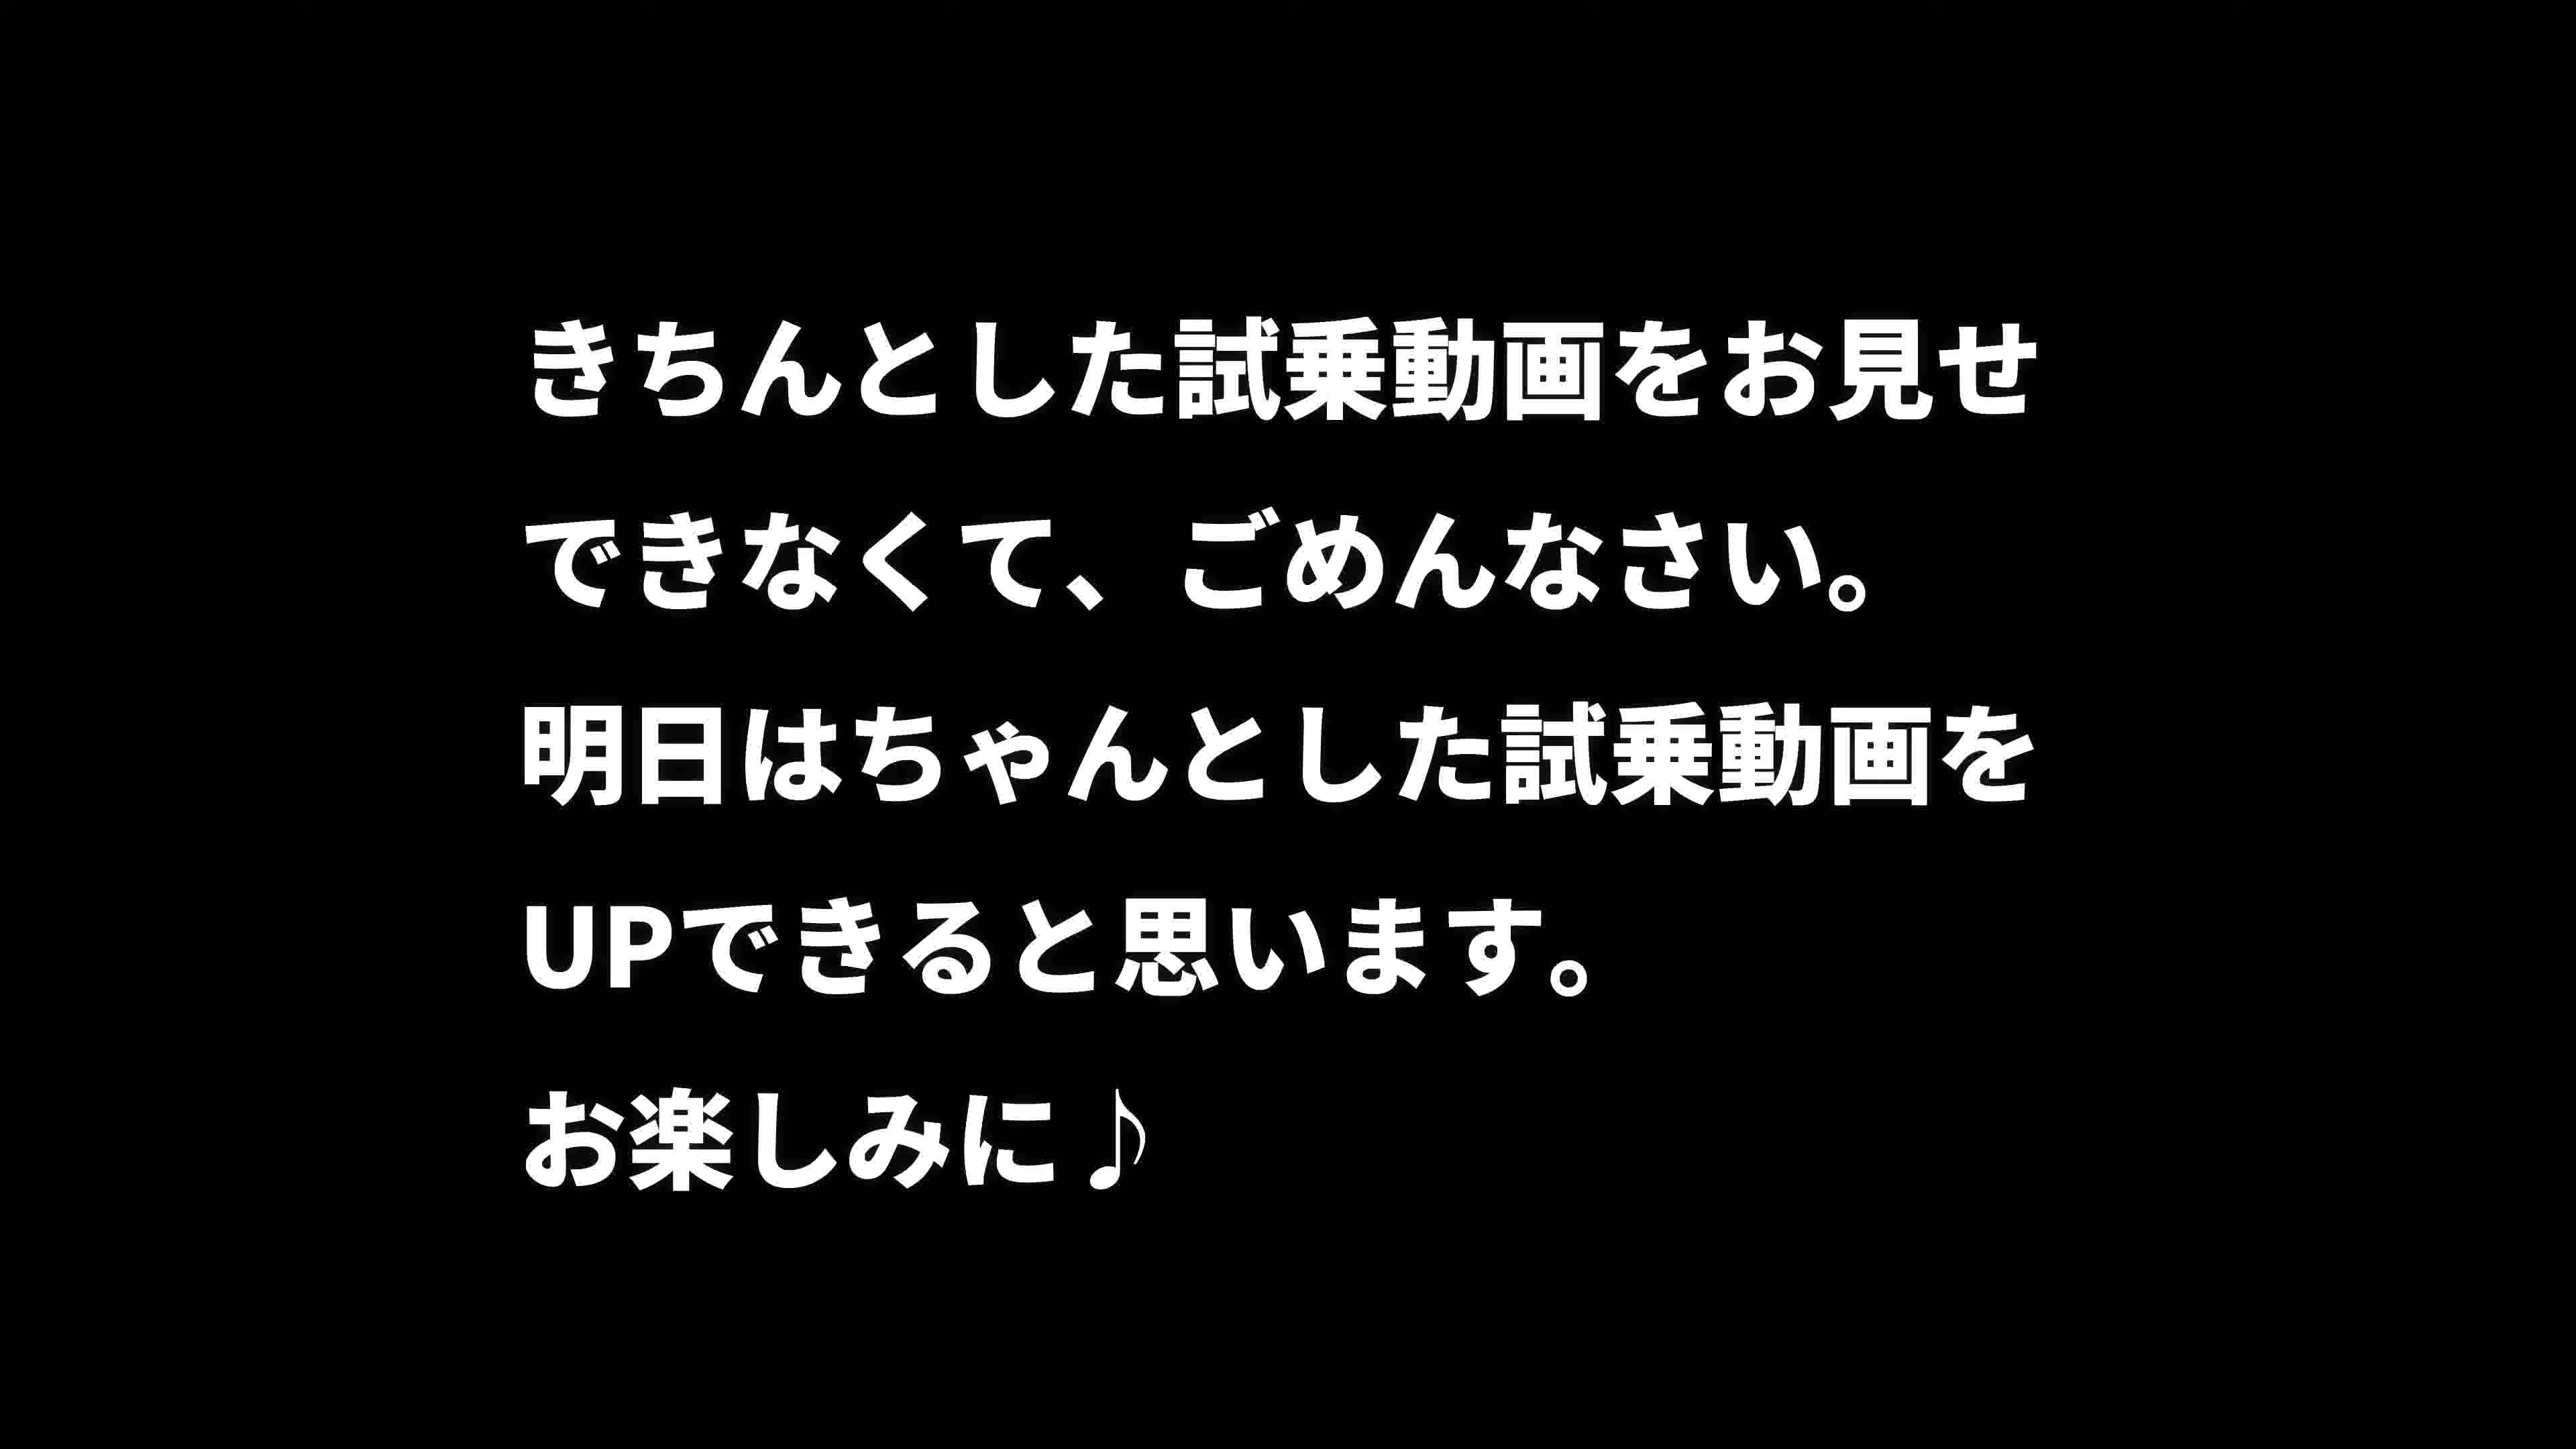 きちんとした試乗動画をお見せ
できなくて、ごめんなさい。
明日はちゃんとした試乗動画を
UPできると思います。
お楽しみに♪